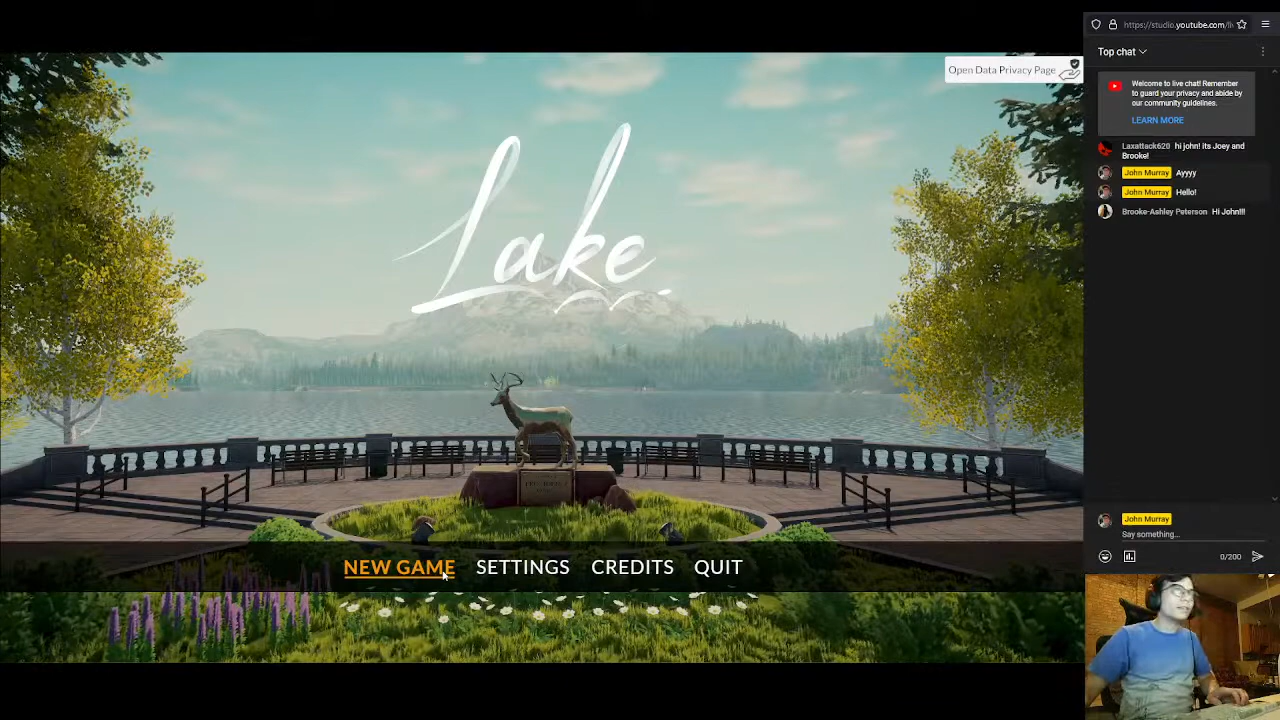 https://studio.youtube.com/li
Top chat
Open Data Privacy Page
Welcome to live chat! Remember
to guard your privacy and abide by
our community guidelines.
LEARN MORE
Laxattack620 hi john! its Joey and
Brooke!
John Murray Ayyyy
John Murray Hello!
Brooke-Ashley Peterson Hi John!!!
Lake
NEW GAME SETTINGS CREDITS QUIT
John Murray
Say something...
0/200